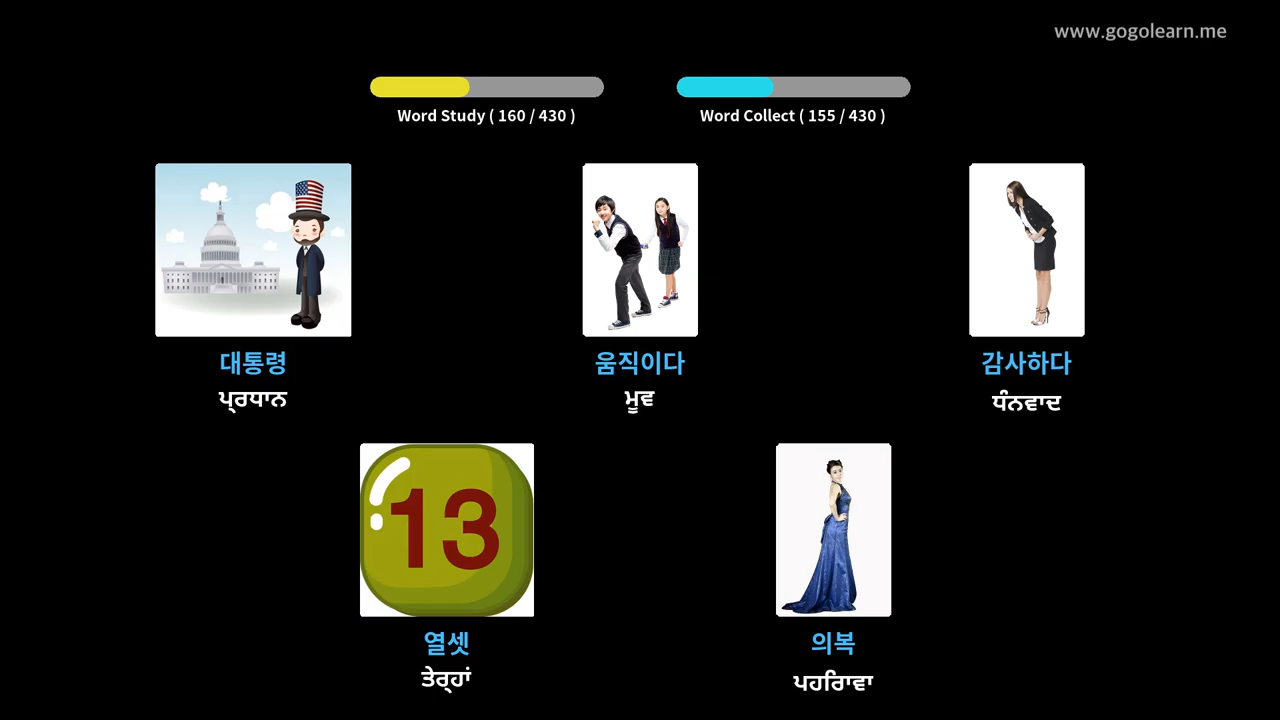 www.gogolearn.me
Word Study ( 160 / 430 )
Word Collect ( 155 / 430 )
대통령
ਪ੍ਰਧਾਨ
움직이다
ਮੂਵ
감사하다
ਧੰਨਵਾਦ
13
열셋
ਤੇਰ੍ਹਾਂ
의복
ਪਹਿਰਾਵਾ